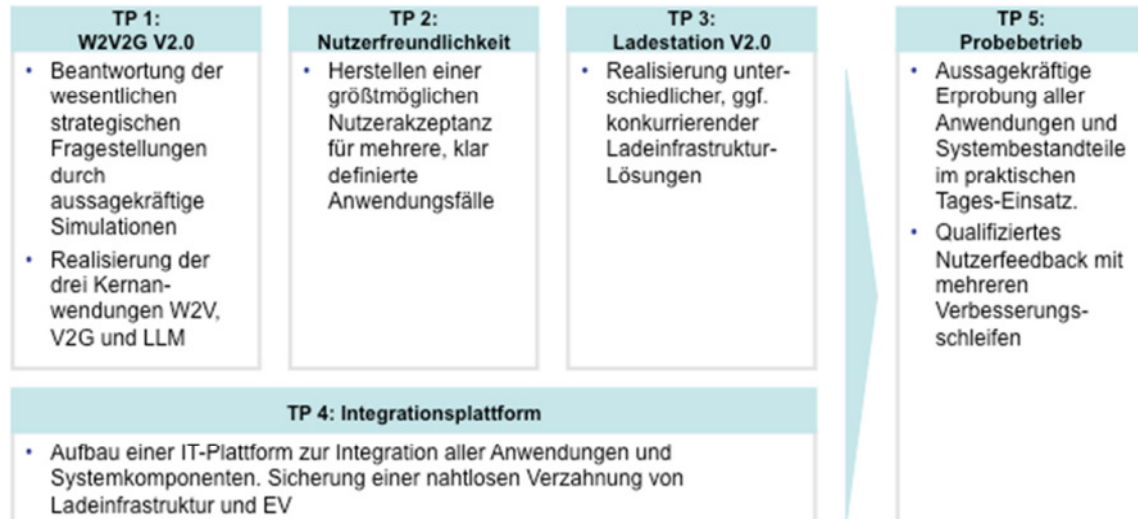 TP 1:
W2V2G V2.0
• Beantwortung der
wesentlichen
strategischen
Fragestellungen
durch
aussagekräftige
Simulationen
• Realisierung der
drei Kernan-
wendungen W2V,
V2G und LLM
TP 2:
Nutzerfreundlichkeit
• Herstellen einer
größtmöglichen
Nutzerakzeptanz
für mehrere, klar
definierte
Anwendungsfälle
TP 3:
Ladestation V2.0
• Realisierung unter-
schiedlicher, ggf.
konkurrierender
Ladeinfrastruktur-
Lösungen
TP 4: Integrationsplattform
• Aufbau einer IT-Plattform zur Integration aller Anwendungen und
Systemkomponenten. Sicherung einer nahtlosen Verzahnung von
Ladeinfrastruktur und EV
TP 5:
Probebetrieb
• Aussagekräftige
Erprobung aller
Anwendungen und
Systembestandteile
im praktischen
Tages-Einsatz.
• Qualifiziertes
Nutzerfeedback mit
mehreren
Verbesserungs-
schleifen